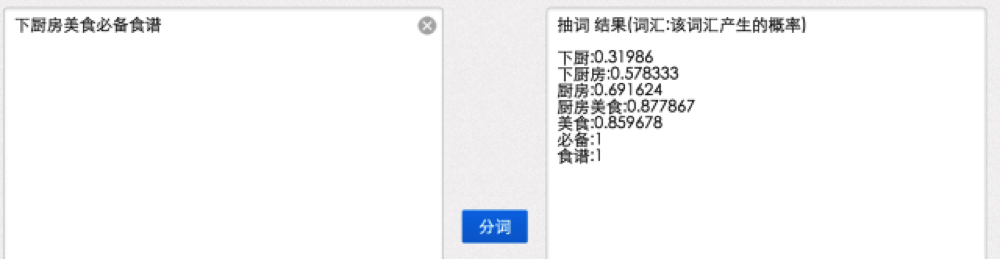 下厨房美食必备食谱
抽词 结果(词汇:该词汇产生的概率)
下厨:0.31986
下厨房:0.578333
厨房:0.691624
厨房美食:0.877867
美食:0.859678
必备:1
食谱:1
分词